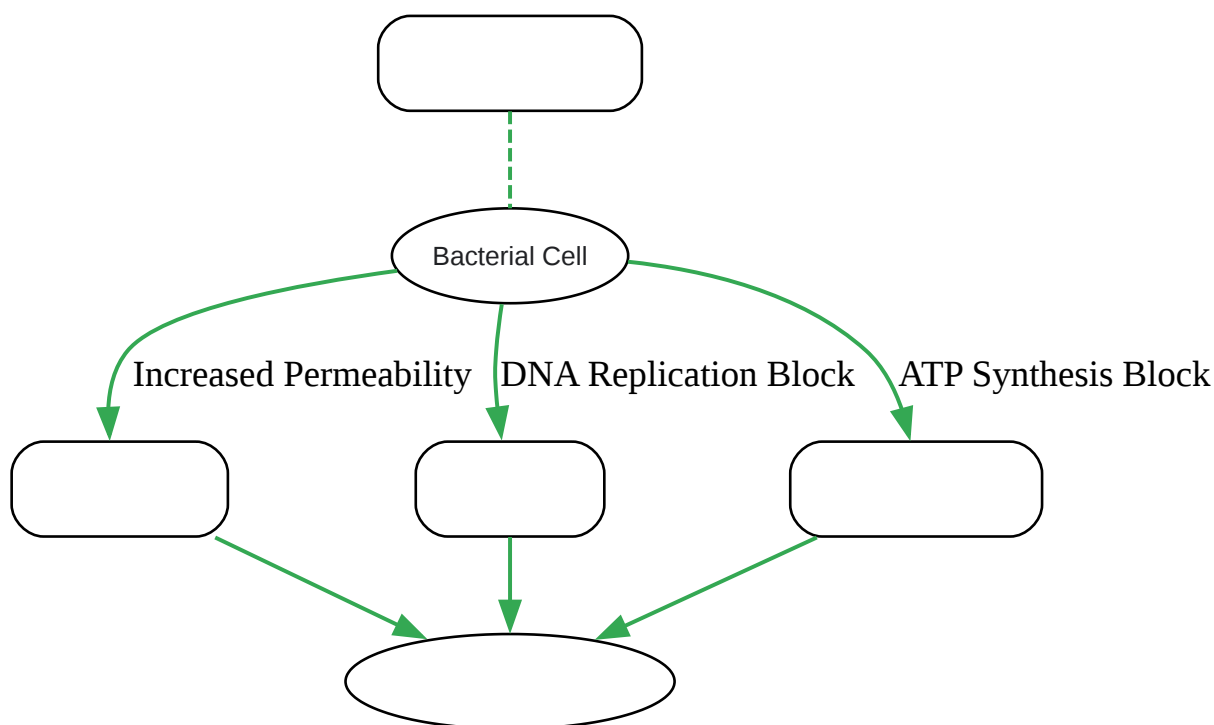 Bacterial Cell
Increased Permeability
DNA Replication Block
ATP Synthesis Block